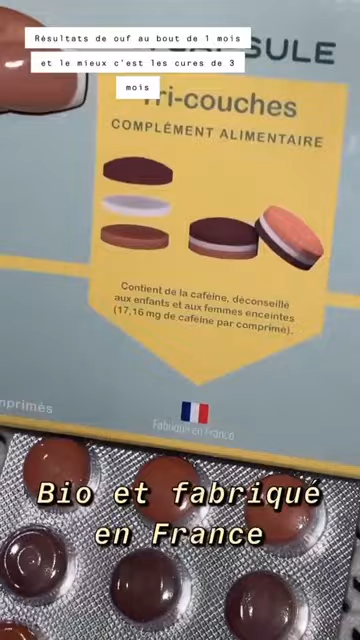 Résultats de ouf au bout de 1 mois
et le mieux c'est les cures de 3
mois
Tri-couches
COMPLÉMENT ALIMENTAIRE
Contient de la caféine, déconseillé
aux enfants et aux femmes enceintes
(17,16 mg de caféine par comprimé).
Fabriqué en France
Bio et fabriqué
en France